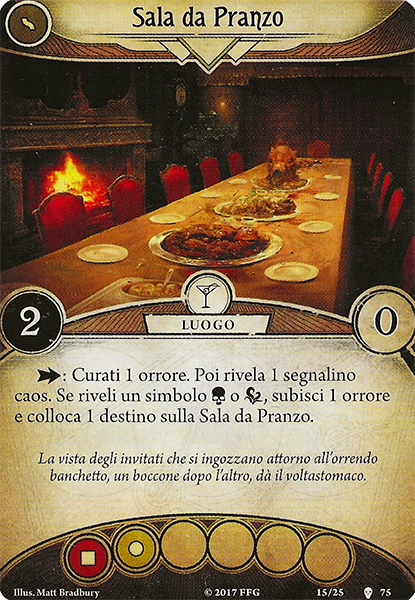 Sala da Pranzo
2
LUOGO
0
: Curati 1 orrore. Poi rivela 1 segnalino
caos. Se riveli un simbolo o , subisci 1 orrore
e colloca 1 destino sulla Sala da Pranzo.
La vista degli invitati che si ingozzano attorno all'orrendo
banchetto, un boccone dopo l'altro, dà il voltastomaco.
Illus. Matt Bradbury © 2017 FFG 15/25 75